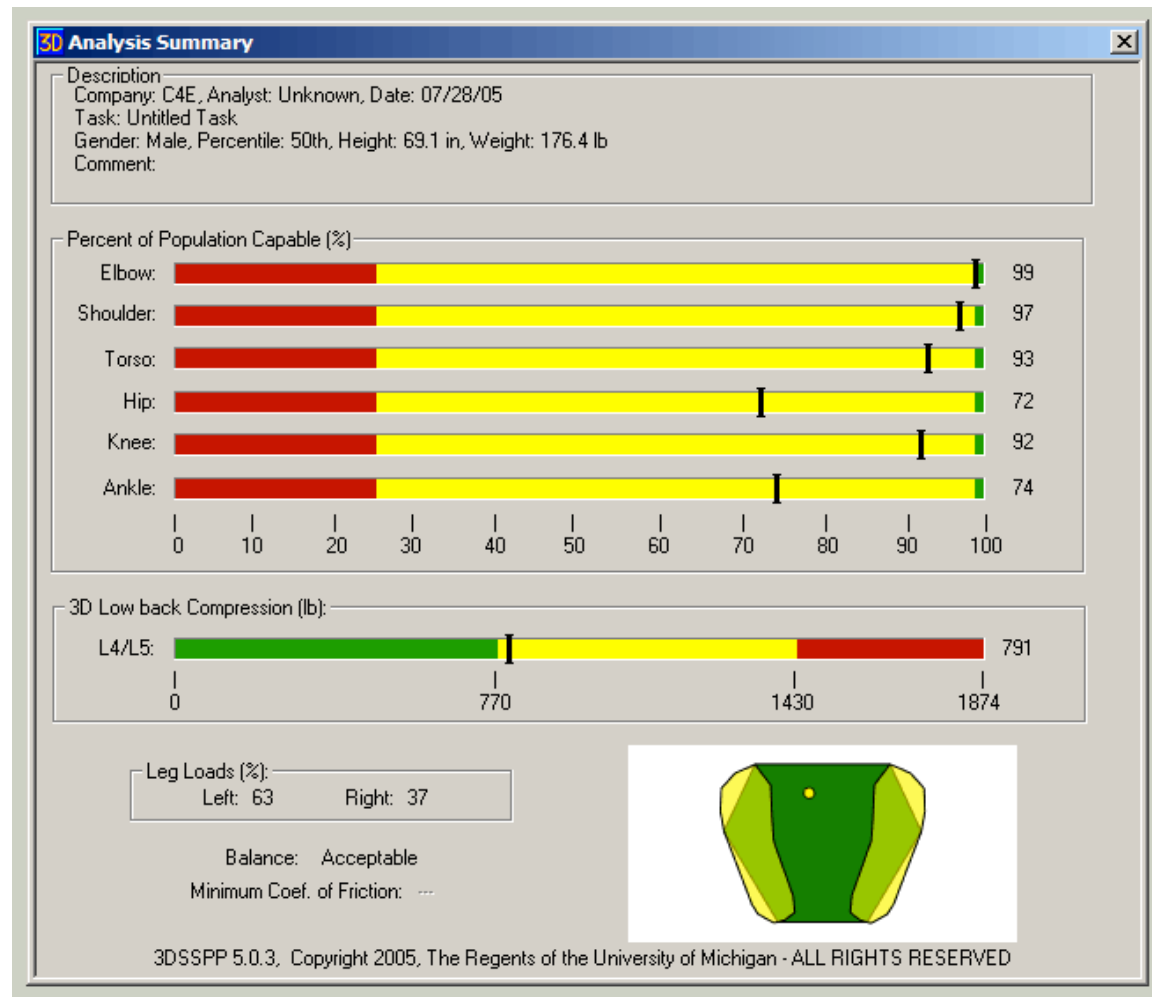 3D Analysis Summary
Description
Company: C4E, Analyst: Unknown, Date: 07/28/05
Task: Untitled Task
Gender: Male, Percentile: 50th, Height: 69.1 in, Weight: 176.4 lb
Comment:
Percent of Population Capable (%)
Elbow: 99
Shoulder: 97
Torso: 93
Hip: 72
Knee: 92
Ankle: 74
0 10 20 30 40 50 60 70 80 90 100
3D Low back Compression (lb):
L4/L5: 791
0 770 1430 1874
Leg Loads (%):
Left: 63 Right: 37
Balance: Acceptable
Minimum Coef. of Friction: ---
3DSSPP 5.0.3, Copyright 2005, The Regents of the University of Michigan - ALL RIGHTS RESERVED